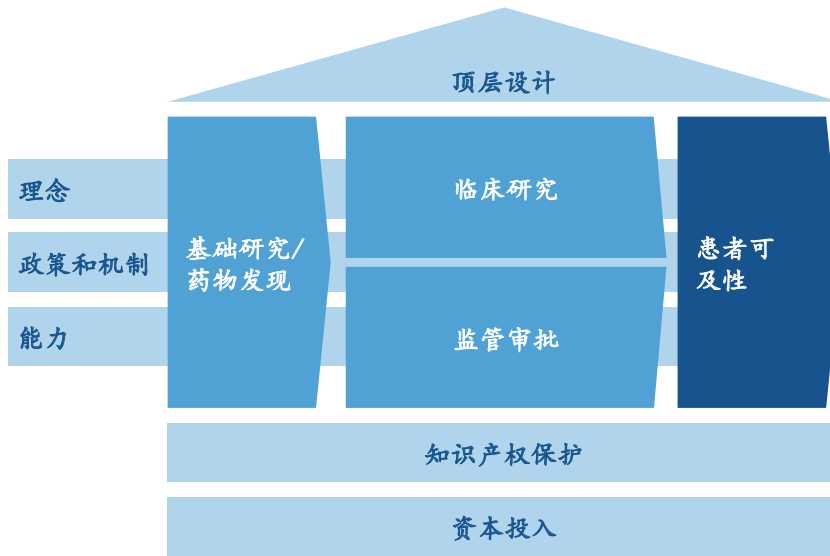 顶层设计
理念
政策和机制
能力
基础研究/
药物发现
临床研究
监管审批
患者可
及性
知识产权保护
资本投入